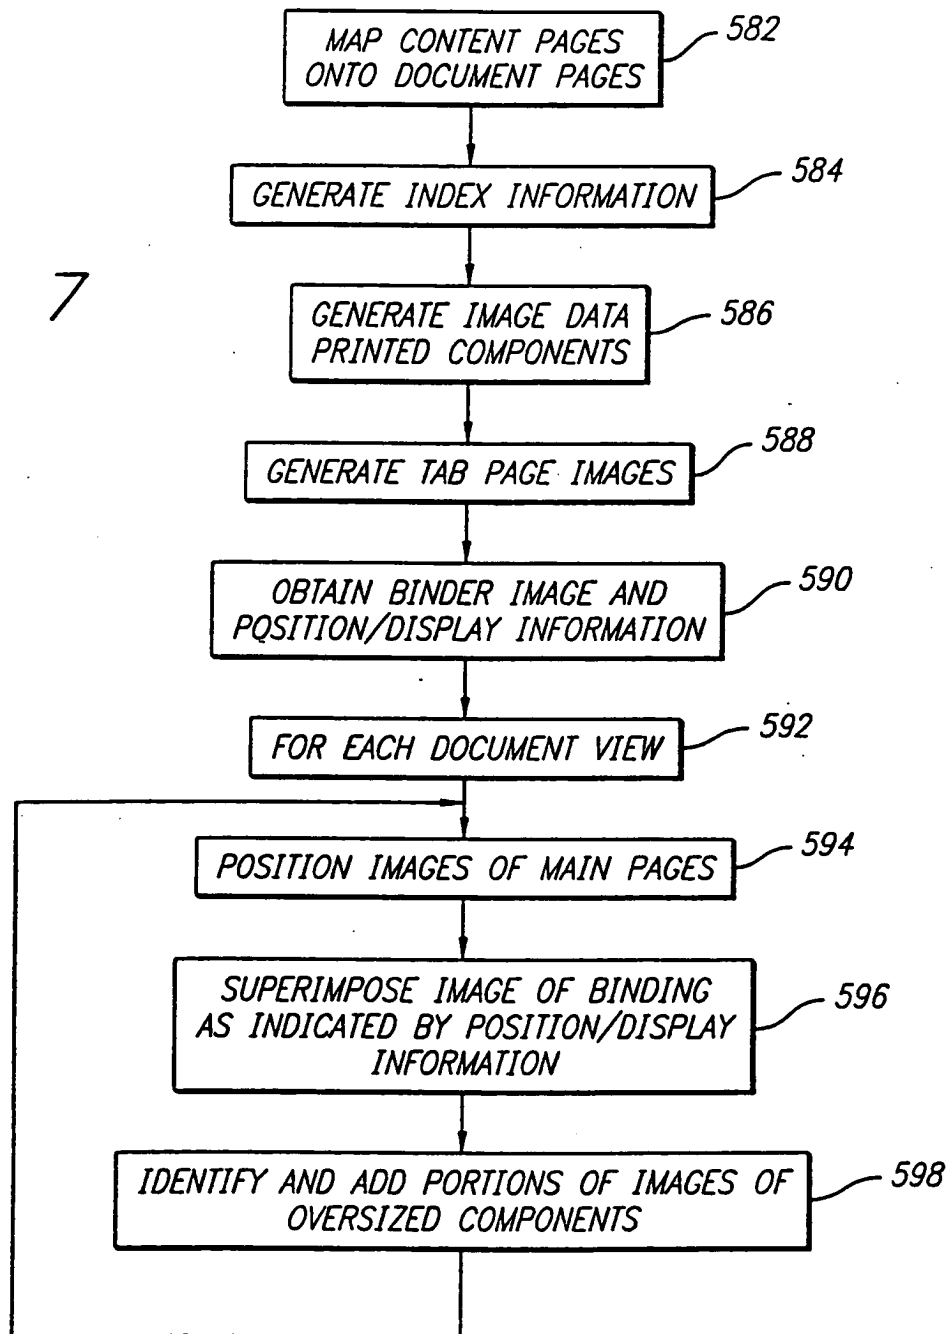 MAP CONTENT PAGES
ONTO DOCUMENT PAGES
582
GENERATE INDEX INFORMATION
584
7
GENERATE IMAGE DATA
PRINTED COMPONENTS
586
GENERATE TAB PAGE IMAGES
588
OBTAIN BINDER IMAGE AND
POSITION/DISPLAY INFORMATION
590
FOR EACH DOCUMENT VIEW
592
POSITION IMAGES OF MAIN PAGES
594
SUPERIMPOSE IMAGE OF BINDING
AS INDICATED BY POSITION/DISPLAY
INFORMATION
596
IDENTIFY AND ADD PORTIONS OF IMAGES OF
OVERSIZED COMPONENTS
598